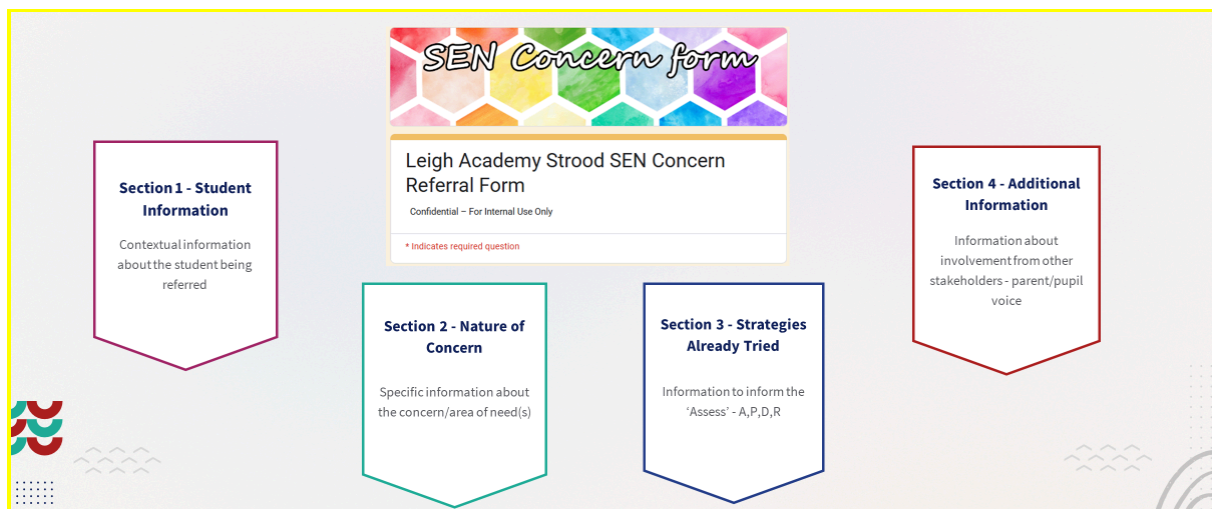 SEN Concern form
Leigh Academy Strood SEN Concern
Referral Form
Confidential – For Internal Use Only
* Indicates required question
Section 1 - Student
Information
Contextual information
about the student being
referred
Section 2 - Nature of
Concern
Specific information about
the concern/area of need(s)
Section 3 - Strategies
Already Tried
Information to inform the
‘Assess’ - A,P,D,R
Section 4 - Additional
Information
Information about
involvement from other
stakeholders - parent/pupil
voice